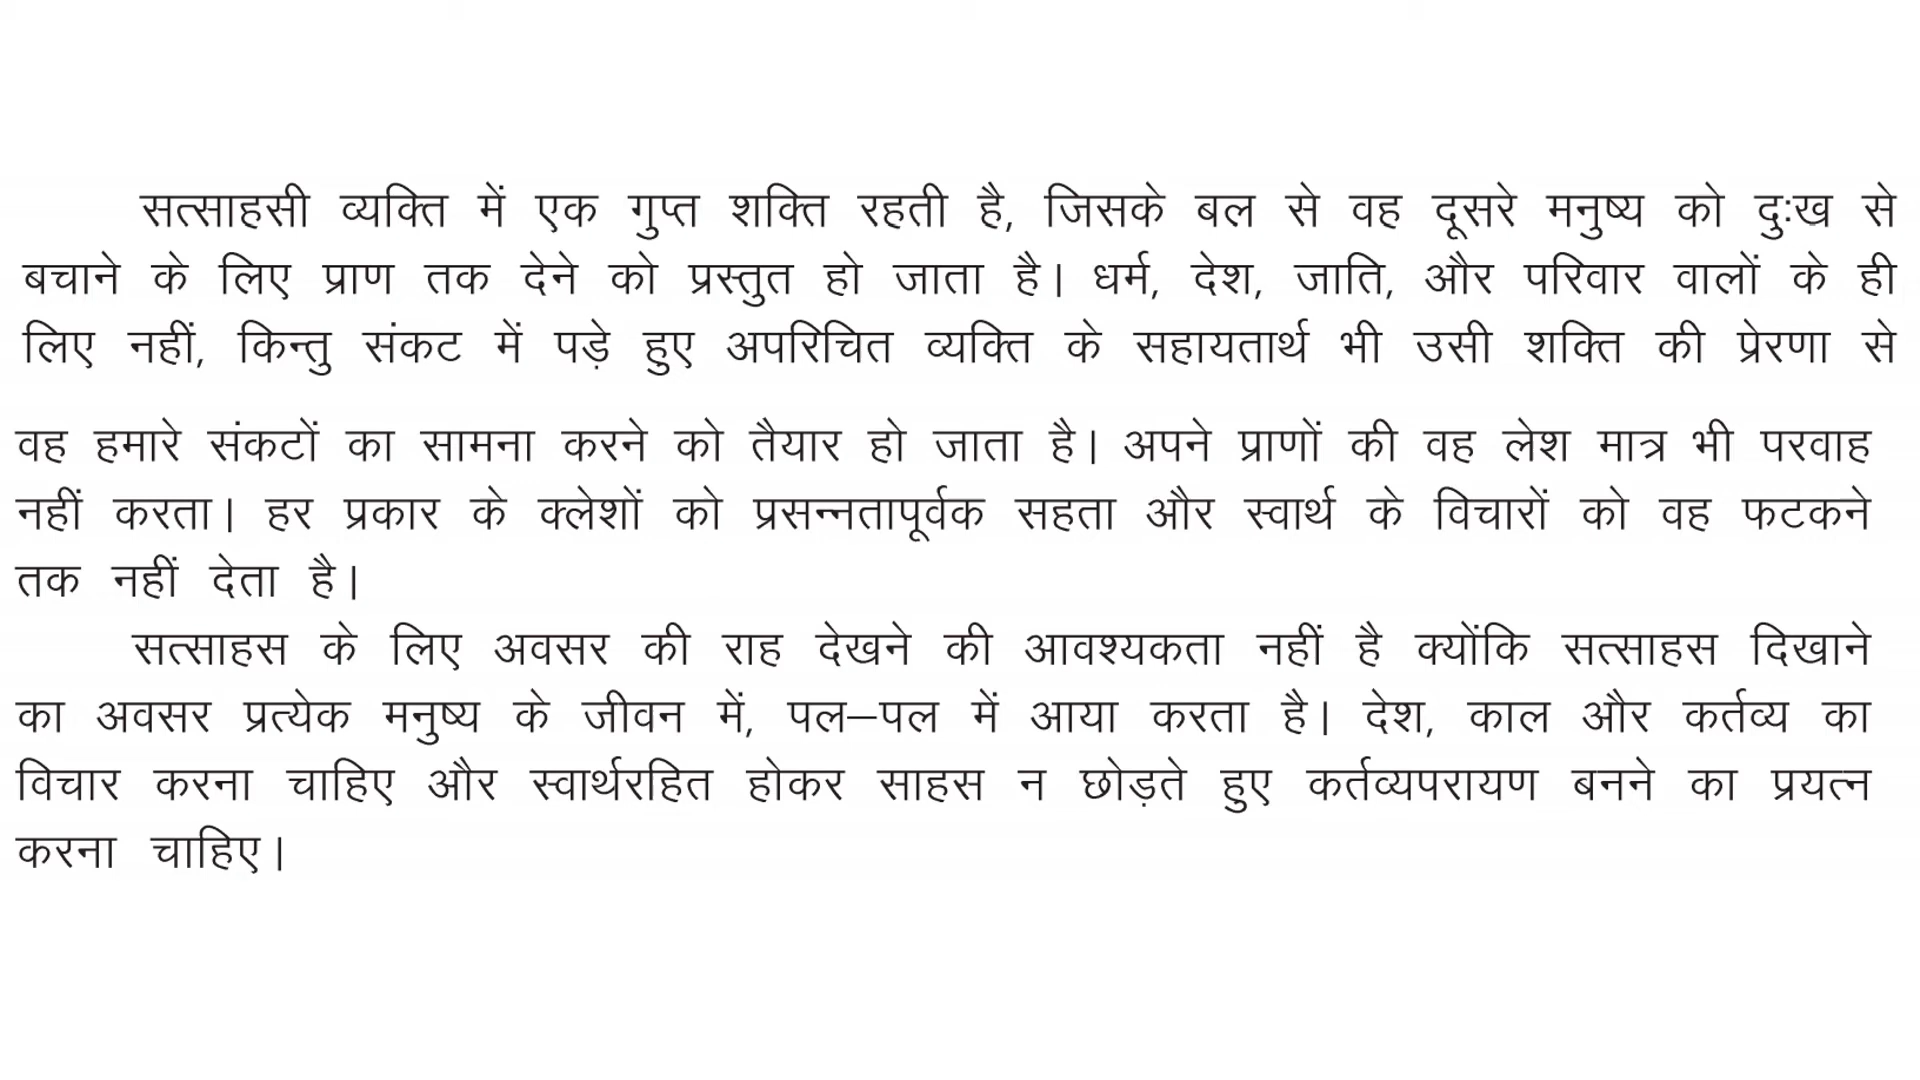 सत्साहसी व्यक्ति में एक गुप्त शक्ति रहती है, जिसके बल से वह दूसरे मनुष्य को दुःख से
बचाने के लिए प्राण तक देने को प्रस्तुत हो जाता है। धर्म, देश, जाति, और परिवार वालों के ही
लिए नहीं, किन्तु संकट में पड़े हुए अपरिचित व्यक्ति के सहायतार्थ भी उसी शक्ति की प्रेरणा से
वह हमारे संकटों का सामना करने को तैयार हो जाता है। अपने प्राणों की वह लेश मात्र भी परवाह
नहीं करता। हर प्रकार के क्लेशों को प्रसन्नतापूर्वक सहता और स्वार्थ के विचारों को वह फटकने
तक नहीं देता है।
सत्साहस के लिए अवसर की राह देखने की आवश्यकता नहीं है क्योंकि सत्साहस दिखाने
का अवसर प्रत्येक मनुष्य के जीवन में, पल–पल में आया करता है। देश, काल और कर्तव्य का
विचार करना चाहिए और स्वार्थरहित होकर साहस न छोड़ते हुए कर्तव्यपरायण बनने का प्रयत्न
करना चाहिए।